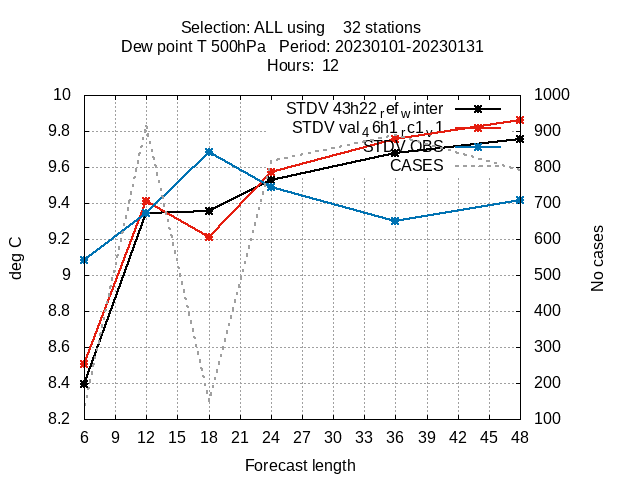 Selection: ALL using 32 stations
Dew point T 500hPa Period: 20230101-20230131
Hours: 12
STDV 43h22ref_winter
STDV val_46h1_rc1_v1
STDV OBS
CASES
10
9.8
9.6
9.4
9.2
9
8.8
8.6
8.4
8.2
1000
900
800
700
600
500
400
300
200
100
deg C
No cases
6 9 12 15 18 21 24 27 30 33 36 39 42 45 48
Forecast length